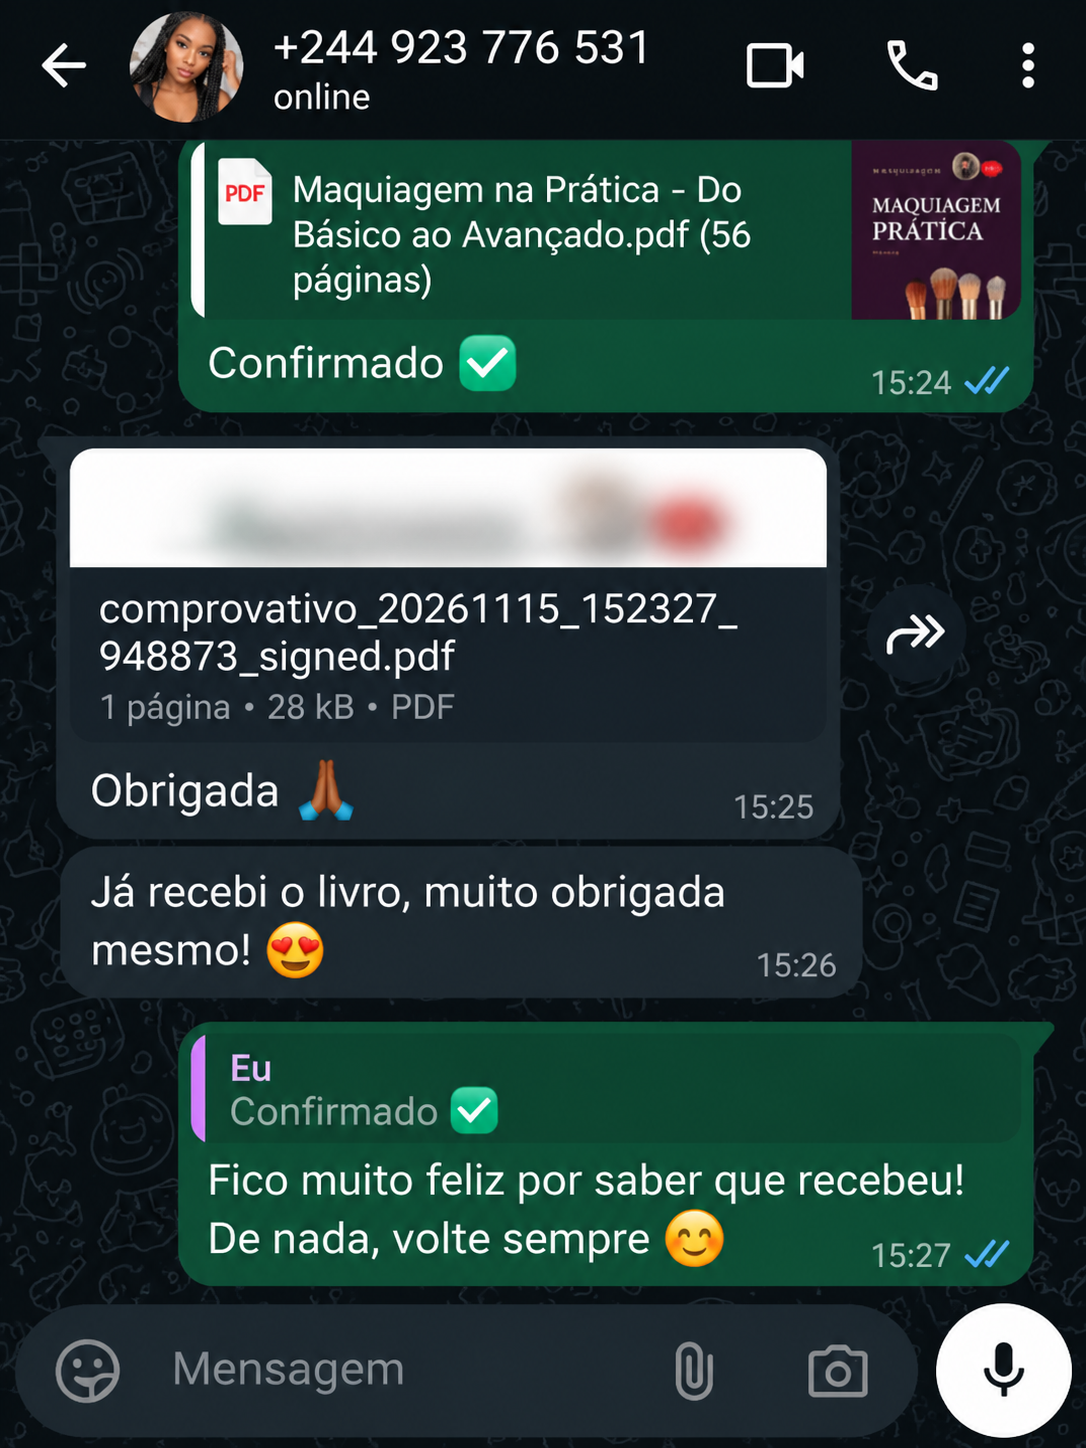 +244 923 776 531
online
PDF
Maquiagem na Prática - Do
Básico ao Avançado.pdf (56
páginas)
MAQUIAGEM
PRÁTICA
Confirmado ✅
15:24
comprovativo_20261115_152327_
948873_signed.pdf
1 página • 28 kB • PDF
Obrigada 🙏🏾
15:25
Já recebi o livro, muito obrigada
mesmo! 😍
15:26
Eu
Confirmado ✅
Fico muito feliz por saber que recebeu!
De nada, volte sempre 😊
15:27
Mensagem